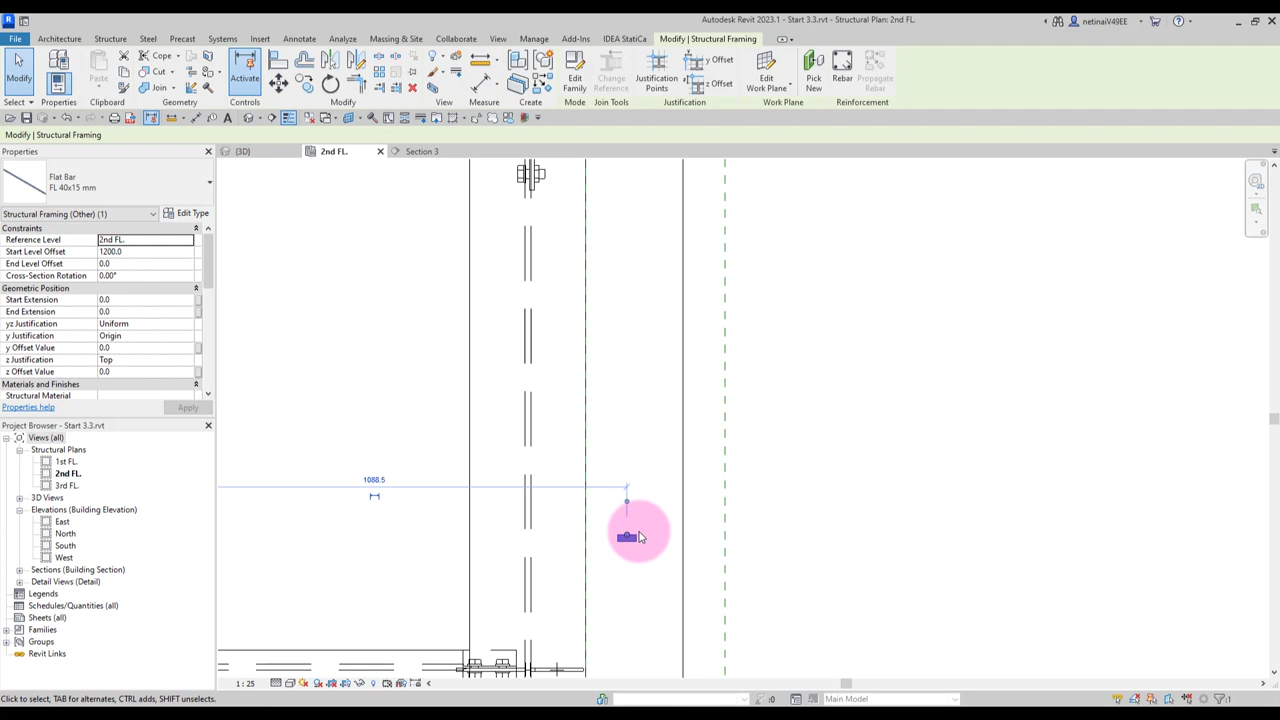 Autodesk Revit 2023.1 - Start 3.3.rvt - Structural Plan: 2nd FL.
netinaiV49EE
File Architecture Structure Steel Precast Systems Insert Annotate Analyze Massing & Site Collaborate View Manage Add-Ins IDEA StatiCa Modify | Structural Framing
Modify Paste Cope Cut Join Activate Edit Family Change Reference Justification Points y Offset z Offset Edit Work Plane Pick New Rebar Propagate Rebar
Select Properties Clipboard Geometry Controls Modify View Measure Create Mode Join Tools Justification Work Plane Reinforcement
Modify | Structural Framing
Properties
{3D} 2nd FL. Section 3
Flat Bar
FL 40x15 mm
Structural Framing (Other) (1) Edit Type
Constraints
Reference Level 2nd FL.
Start Level Offset 1200.0
End Level Offset 0.0
Cross-Section Rotation 0.00°
Geometric Position
Start Extension 0.0
End Extension 0.0
yz Justification Uniform
y Justification Origin
y Offset Value 0.0
z Justification Top
z Offset Value 0.0
Materials and Finishes
Structural Material
Properties help Apply
Project Browser - Start 3.3.rvt
Views (all)
Structural Plans
1st FL.
2nd FL.
3rd FL.
3D Views
Elevations (Building Elevation)
East
North
South
West
Sections (Building Section)
Detail Views (Detail)
Legends
Schedules/Quantities (all)
Sheets (all)
Families
Groups
Revit Links
1088.5
1 : 25
Click to select, TAB for alternates, CTRL adds, SHIFT unselects.
:0
Main Model
:1